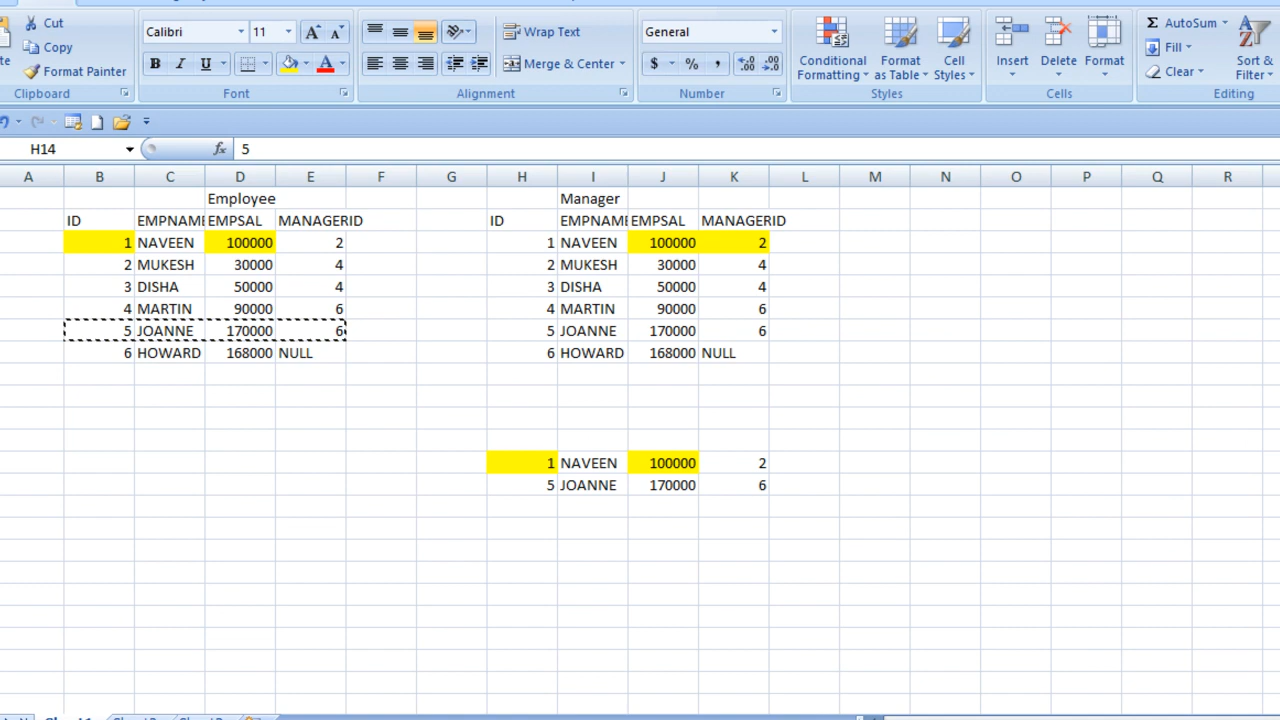 Cut
Calibri 11
General
Wrap Text
Σ AutoSum
Copy
Fill
Format Painter
B I U
A
Merge & Center
$ % ,
Conditional Formatting
Format as Table
Cell Styles
Insert
Delete
Format
Clear
Sort & Filter
Clipboard
Font
Alignment
Number
Styles
Cells
Editing
H14 fx 5
A B C D E F G H I J K L M N O P Q R
Employee Manager
ID EMPNAME EMPSAL MANAGERID ID EMPNAME EMPSAL MANAGERID
1 NAVEEN 100000 2 1 NAVEEN 100000 2
2 MUKESH 30000 4 2 MUKESH 30000 4
3 DISHA 50000 4 3 DISHA 50000 4
4 MARTIN 90000 6 4 MARTIN 90000 6
5 JOANNE 170000 6 5 JOANNE 170000 6
6 HOWARD 168000 NULL 6 HOWARD 168000 NULL
1 NAVEEN 100000 2
5 JOANNE 170000 6